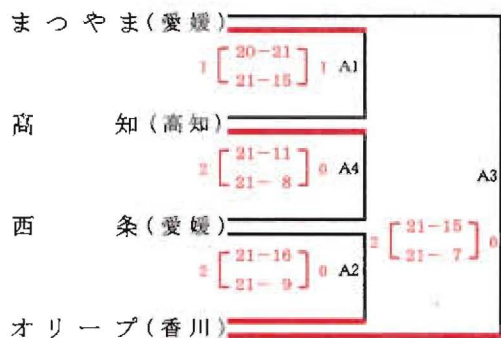 まつやま(愛媛)
1 20-21 21-15 1 A1
高知(高知)
2 21-11 21-8 0 A4
A3
西条(愛媛)
2 21-15 21-7 0
2 21-16 21-9 0 A2
オリーブ(香川)